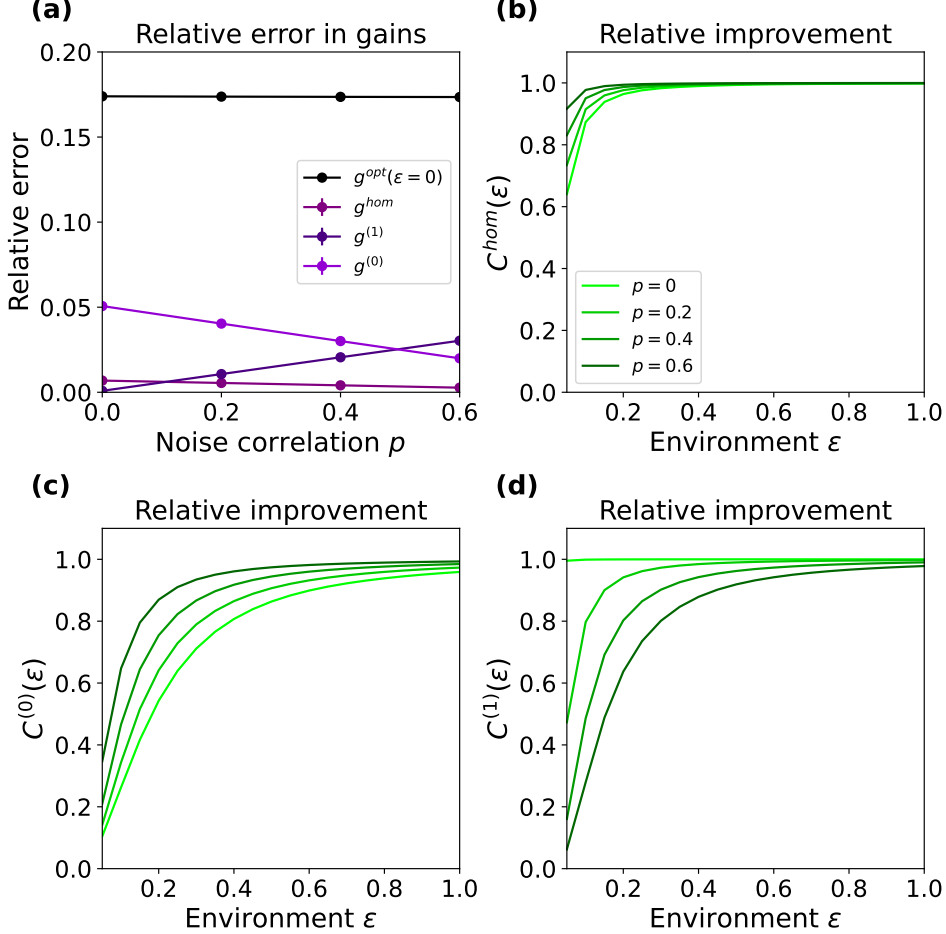 (a)
Relative error in gains
Relative error
0.20
0.15
0.10
0.05
0.00
g^{opt}(ε = 0)
g^{hom}
g^{(1)}
g^{(0)}
0.0 0.2 0.4 0.6
Noise correlation p
(b)
Relative improvement
C^{hom}(ε)
1.0
0.8
0.6
0.4
0.2
0.0
p = 0
p = 0.2
p = 0.4
p = 0.6
0.2 0.4 0.6 0.8 1.0
Environment ε
(c)
Relative improvement
C^{(0)}(ε)
1.0
0.8
0.6
0.4
0.2
0.0
0.2 0.4 0.6 0.8 1.0
Environment ε
(d)
Relative improvement
C^{(1)}(ε)
1.0
0.8
0.6
0.4
0.2
0.0
0.2 0.4 0.6 0.8 1.0
Environment ε